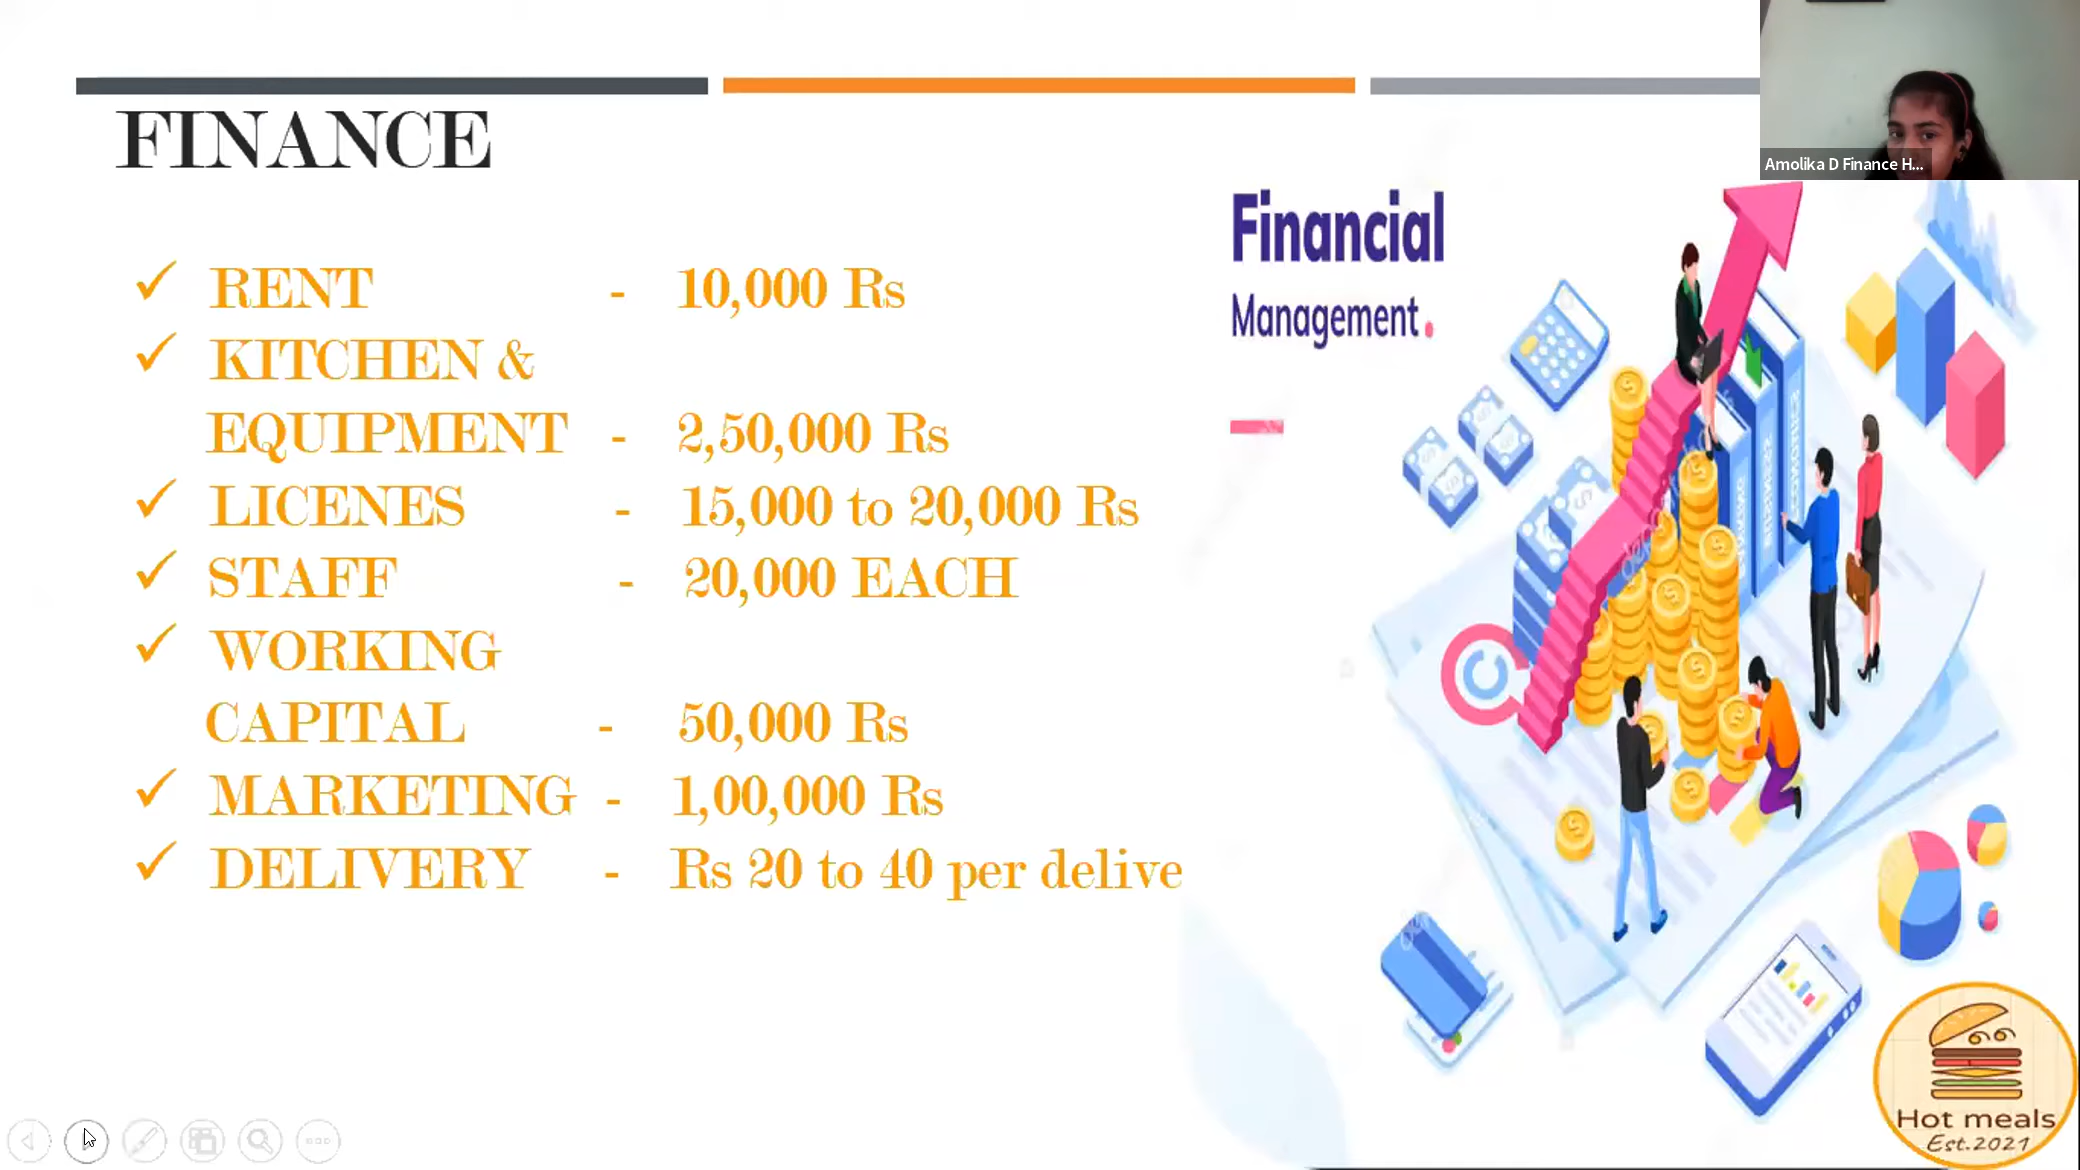 Amolika D Finance H...
FINANCE
Financial
Management.
✓ RENT - 10,000 Rs
✓ KITCHEN &
EQUIPMENT - 2,50,000 Rs
✓ LICENES - 15,000 to 20,000 Rs
✓ STAFF - 20,000 EACH
✓ WORKING
CAPITAL - 50,000 Rs
✓ MARKETING - 1,00,000 Rs
✓ DELIVERY - Rs 20 to 40 per delive
Hot meals
Est.2021